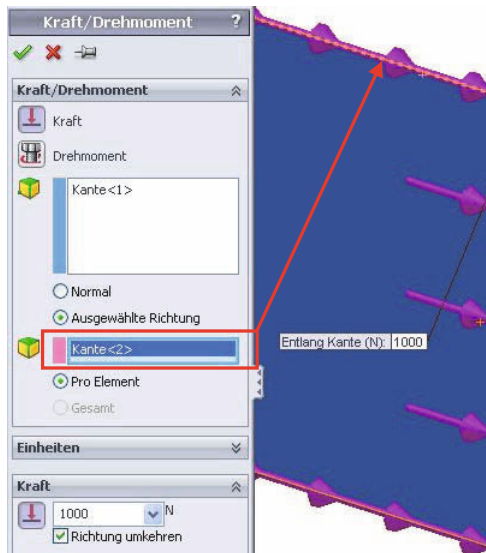 Kraft/Drehmoment ?
Kraft/Drehmoment
Kraft
Drehmoment
Kante<1>
Normal
Ausgewählte Richtung
Kante<2>
Entlang Kante (N): 1000
Pro Element
Gesamt
Einheiten
Kraft
1000 N
Richtung umkehren